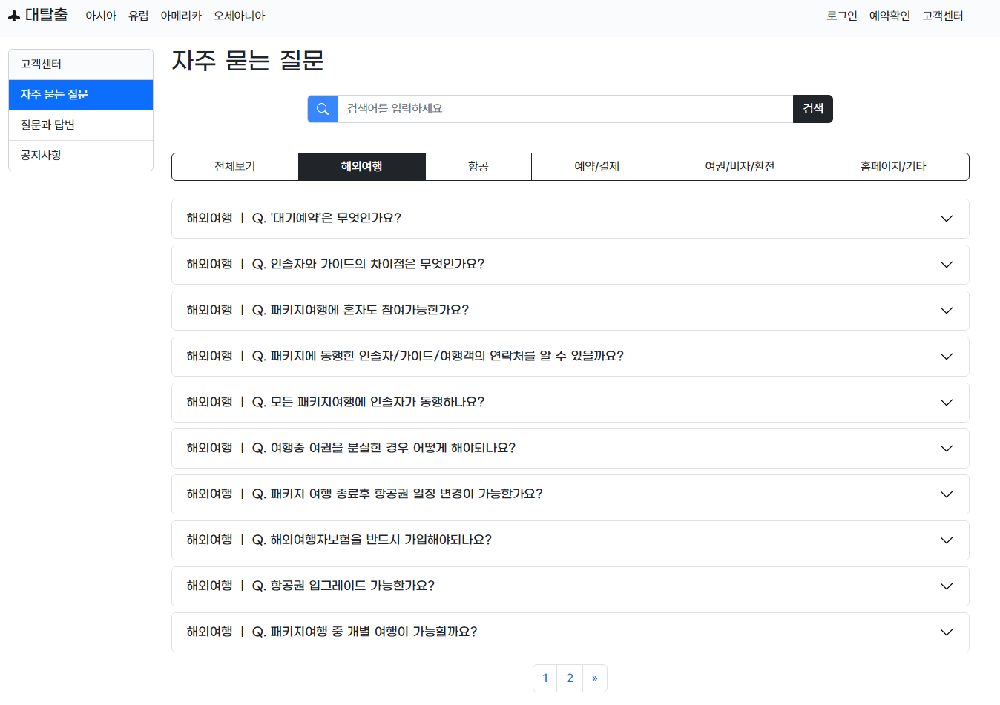 대탈출 아시아 유럽 아메리카 오세아니아 로그인 예약확인 고객센터
고객센터
자주 묻는 질문
질문과 답변
공지사항
자주 묻는 질문
검색어를 입력하세요 검색
전체보기 해외여행 항공 예약/결제 여권/비자/환전 홈페이지/기타
해외여행 ㅣ Q. '대기예약'은 무엇인가요?
해외여행 ㅣ Q. 인솔자와 가이드의 차이점은 무엇인가요?
해외여행 ㅣ Q. 패키지여행에 혼자도 참여가능한가요?
해외여행 ㅣ Q. 패키지에 동행한 인솔자/가이드/여행객의 연락처를 알 수 있을까요?
해외여행 ㅣ Q. 모든 패키지여행에 인솔자가 동행하나요?
해외여행 ㅣ Q. 여행중 여권을 분실한 경우 어떻게 해야되나요?
해외여행 ㅣ Q. 패키지 여행 종료후 항공권 일정 변경이 가능한가요?
해외여행 ㅣ Q. 해외여행자보험을 반드시 가입해야되나요?
해외여행 ㅣ Q. 항공권 업그레이드 가능한가요?
해외여행 ㅣ Q. 패키지여행 중 개별 여행이 가능할까요?
1 2 »